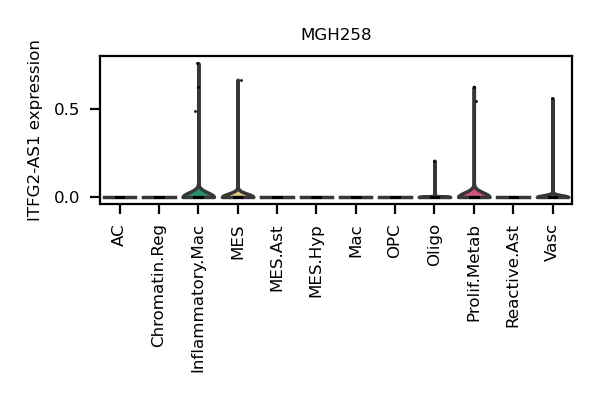 MGH258
ITFG2-AS1 expression
0.5
0.0
AC
Chromatin.Reg
Inflammatory.Mac
MES
MES.Ast
MES.Hyp
Mac
OPC
Oligo
Prolif.Metab
Reactive.Ast
Vasc